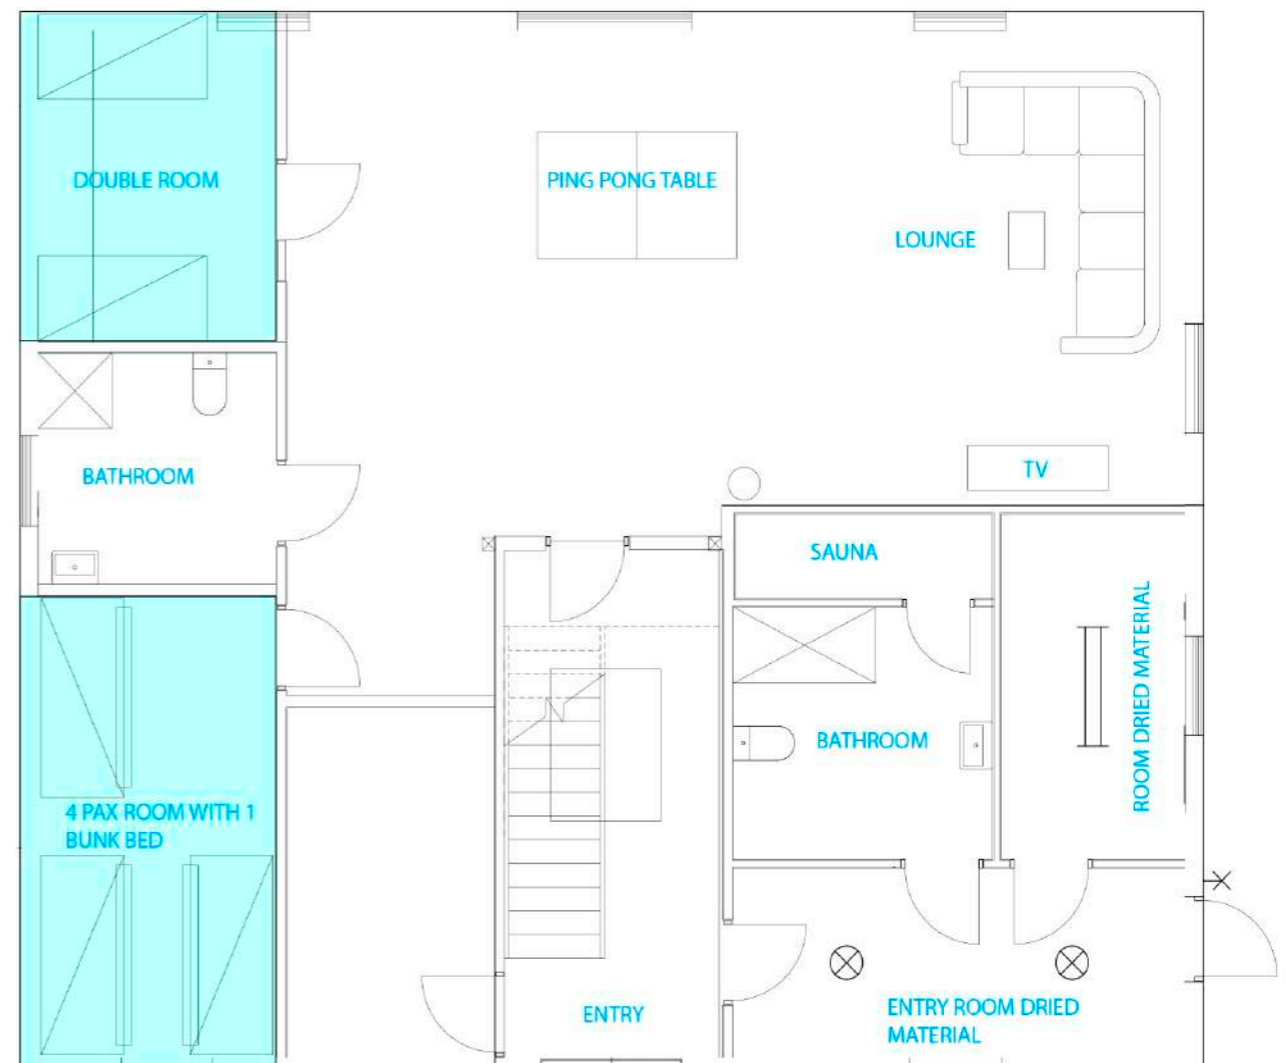 DOUBLE ROOM
PING PONG TABLE
LOUNGE
BATHROOM
TV
SAUNA
ROOM DRIED MATERIAL
BATHROOM
4 PAX ROOM WITH 1
BUNK BED
ENTRY
ENTRY ROOM DRIED
MATERIAL